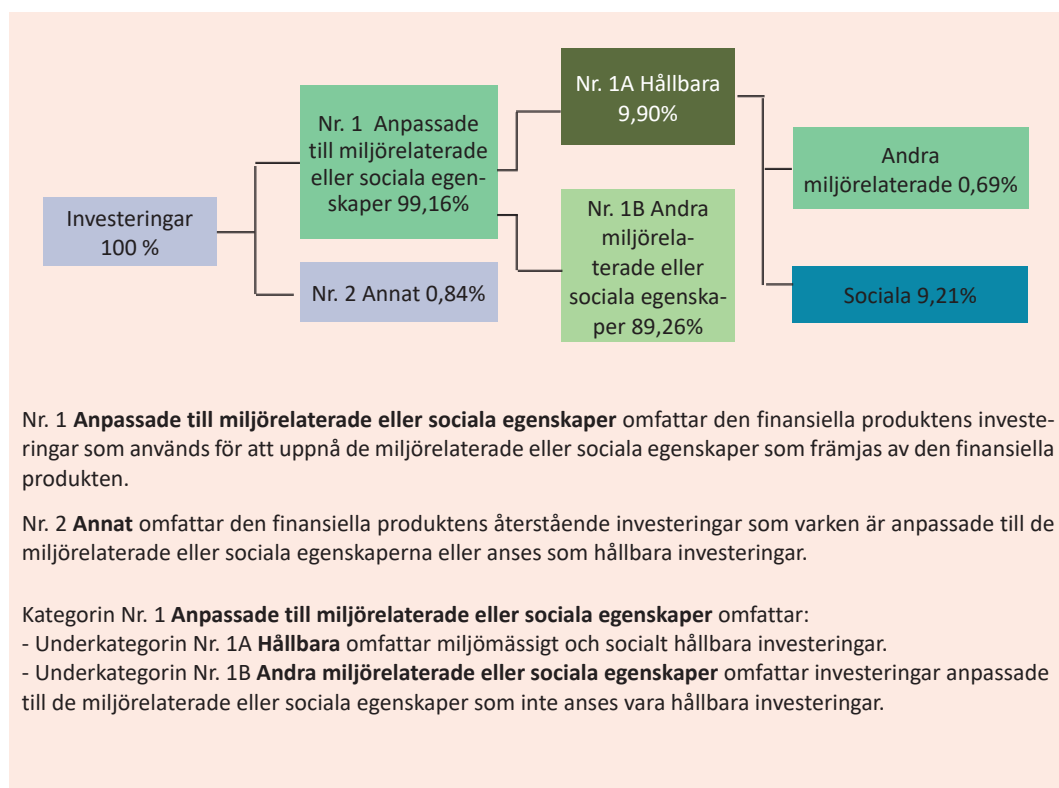 Investeringar
100 %
Nr. 1 Anpassade
till miljörelaterade
eller sociala egen-
skaper 99,16%
Nr. 2 Annat 0,84%
Nr. 1A Hållbara
9,90%
Nr. 1B Andra
miljörela-
terade eller
sociala egenska-
per 89,26%
Andra
miljörelaterade 0,69%
Sociala 9,21%
Nr. 1 Anpassade till miljörelaterade eller sociala egenskaper omfattar den finansiella produktens investe-
ringar som används för att uppnå de miljörelaterade eller sociala egenskaper som främjas av den finansiella
produkten.
Nr. 2 Annat omfattar den finansiella produktens återstående investeringar som varken är anpassade till de
miljörelaterade eller sociala egenskaperna eller anses som hållbara investeringar.
Kategorin Nr. 1 Anpassade till miljörelaterade eller sociala egenskaper omfattar:
- Underkategorin Nr. 1A Hållbara omfattar miljömässigt och socialt hållbara investeringar.
- Underkategorin Nr. 1B Andra miljörelaterade eller sociala egenskaper omfattar investeringar anpassade
till de miljörelaterade eller sociala egenskaper som inte anses vara hållbara investeringar.